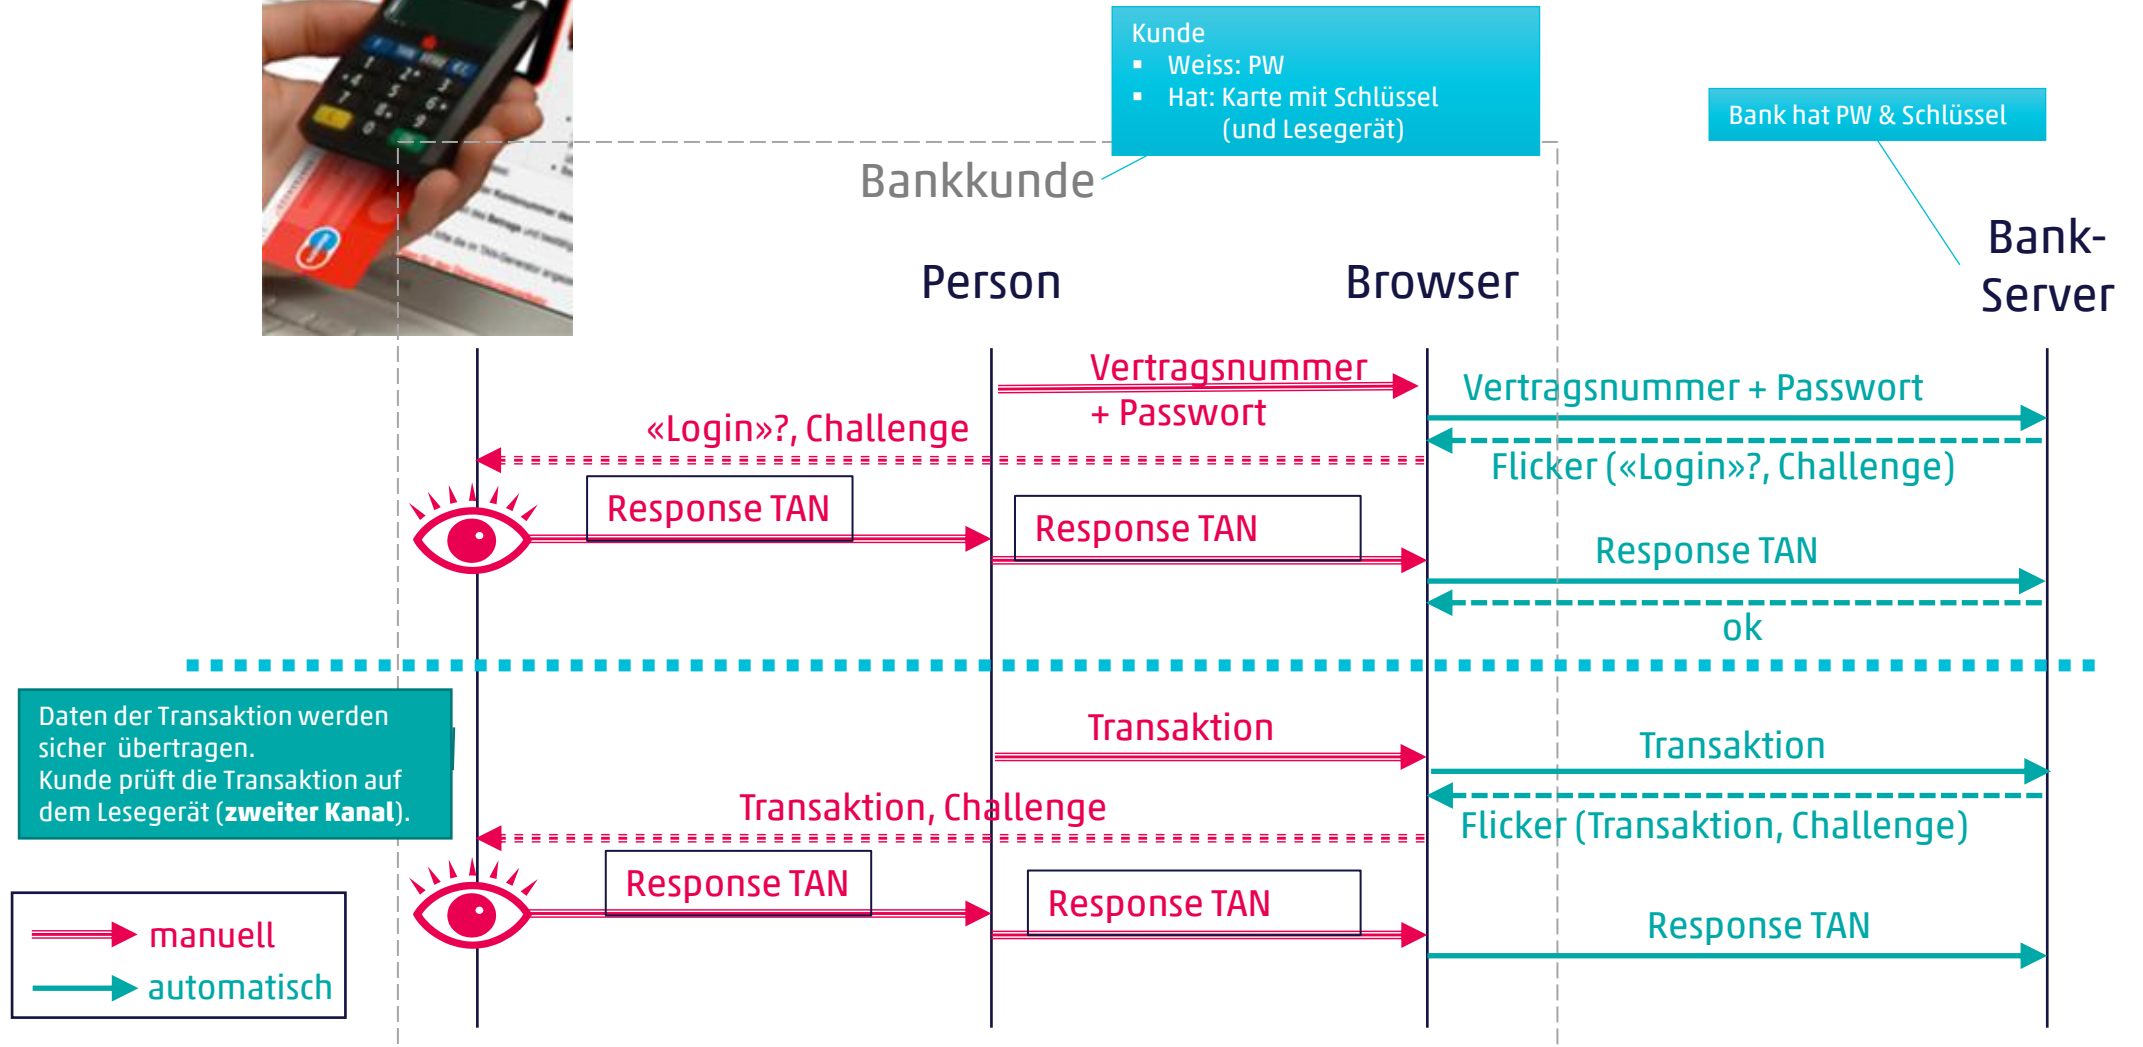 Kunde
▪ Weiss: PW
▪ Hat: Karte mit Schlüssel
(und Lesegerät)
Bank hat PW & Schlüssel
Bankkunde
Person
Browser
Bank-
Server
Vertragsnummer
+ Passwort
Vertragsnummer + Passwort
«Login»?, Challenge
Flicker («Login»?, Challenge)
Response TAN
Response TAN
Response TAN
ok
Daten der Transaktion werden
sicher übertragen.
Kunde prüft die Transaktion auf
dem Lesegerät (zweiter Kanal).
Transaktion
Transaktion
Transaktion, Challenge
Flicker (Transaktion, Challenge)
Response TAN
Response TAN
Response TAN
manuell
automatisch